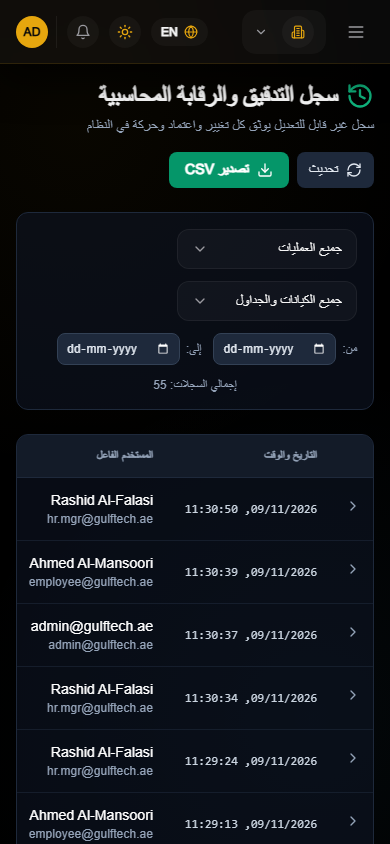 AD
EN
سجل التدقيق والرقابة المحاسبية
سجل غير قابل للتعديل يوثق كل تغيير واعتماد وحركة في النظام
تحديث
تصدير CSV
جميع العمليات
جميع الكيانات والجداول
من: dd-mm-yyyy إلى: dd-mm-yyyy
إجمالي السجلات: 55
التاريخ والوقت المستخدم الفاعل
09/11/2026, 11:30:50 Rashid Al-Falasi
hr.mgr@gulftech.ae
09/11/2026, 11:30:39 Ahmed Al-Mansoori
employee@gulftech.ae
09/11/2026, 11:30:37 admin@gulftech.ae
admin@gulftech.ae
09/11/2026, 11:30:34 Rashid Al-Falasi
hr.mgr@gulftech.ae
09/11/2026, 11:29:24 Rashid Al-Falasi
hr.mgr@gulftech.ae
09/11/2026, 11:29:13 Ahmed Al-Mansoori
employee@gulftech.ae